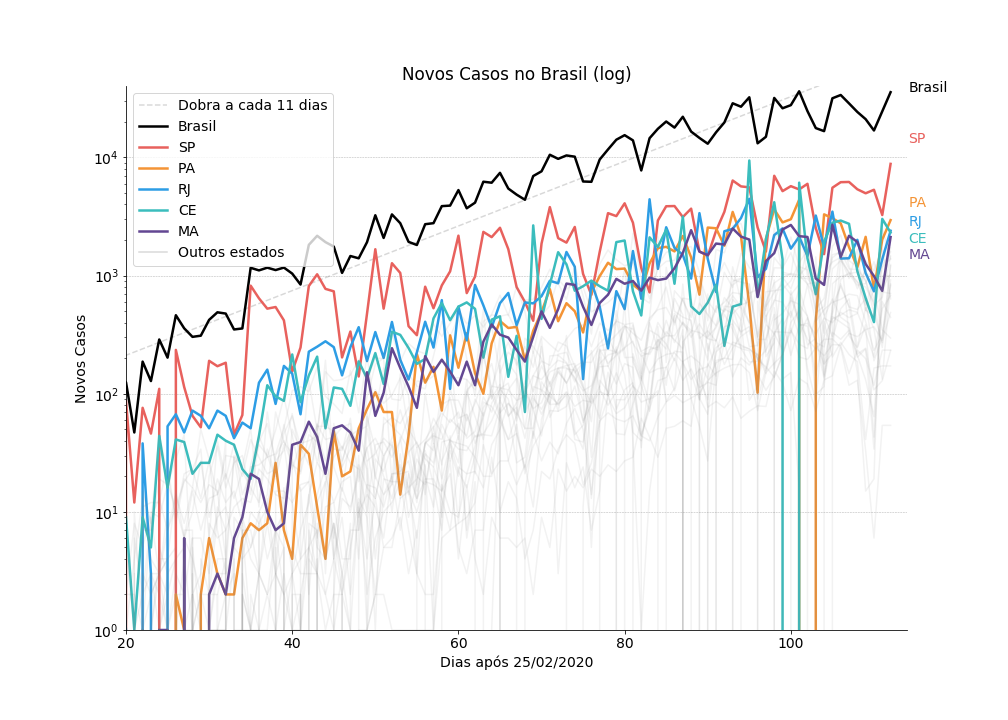 Novos Casos no Brasil (log)
Dobra a cada 11 dias
Brasil
SP
PA
RJ
CE
MA
Outros estados
Brasil
SP
PA
RJ
CE
MA
Novos Casos
10⁴
10³
10²
10¹
10⁰
20 40 60 80 100
Dias após 25/02/2020